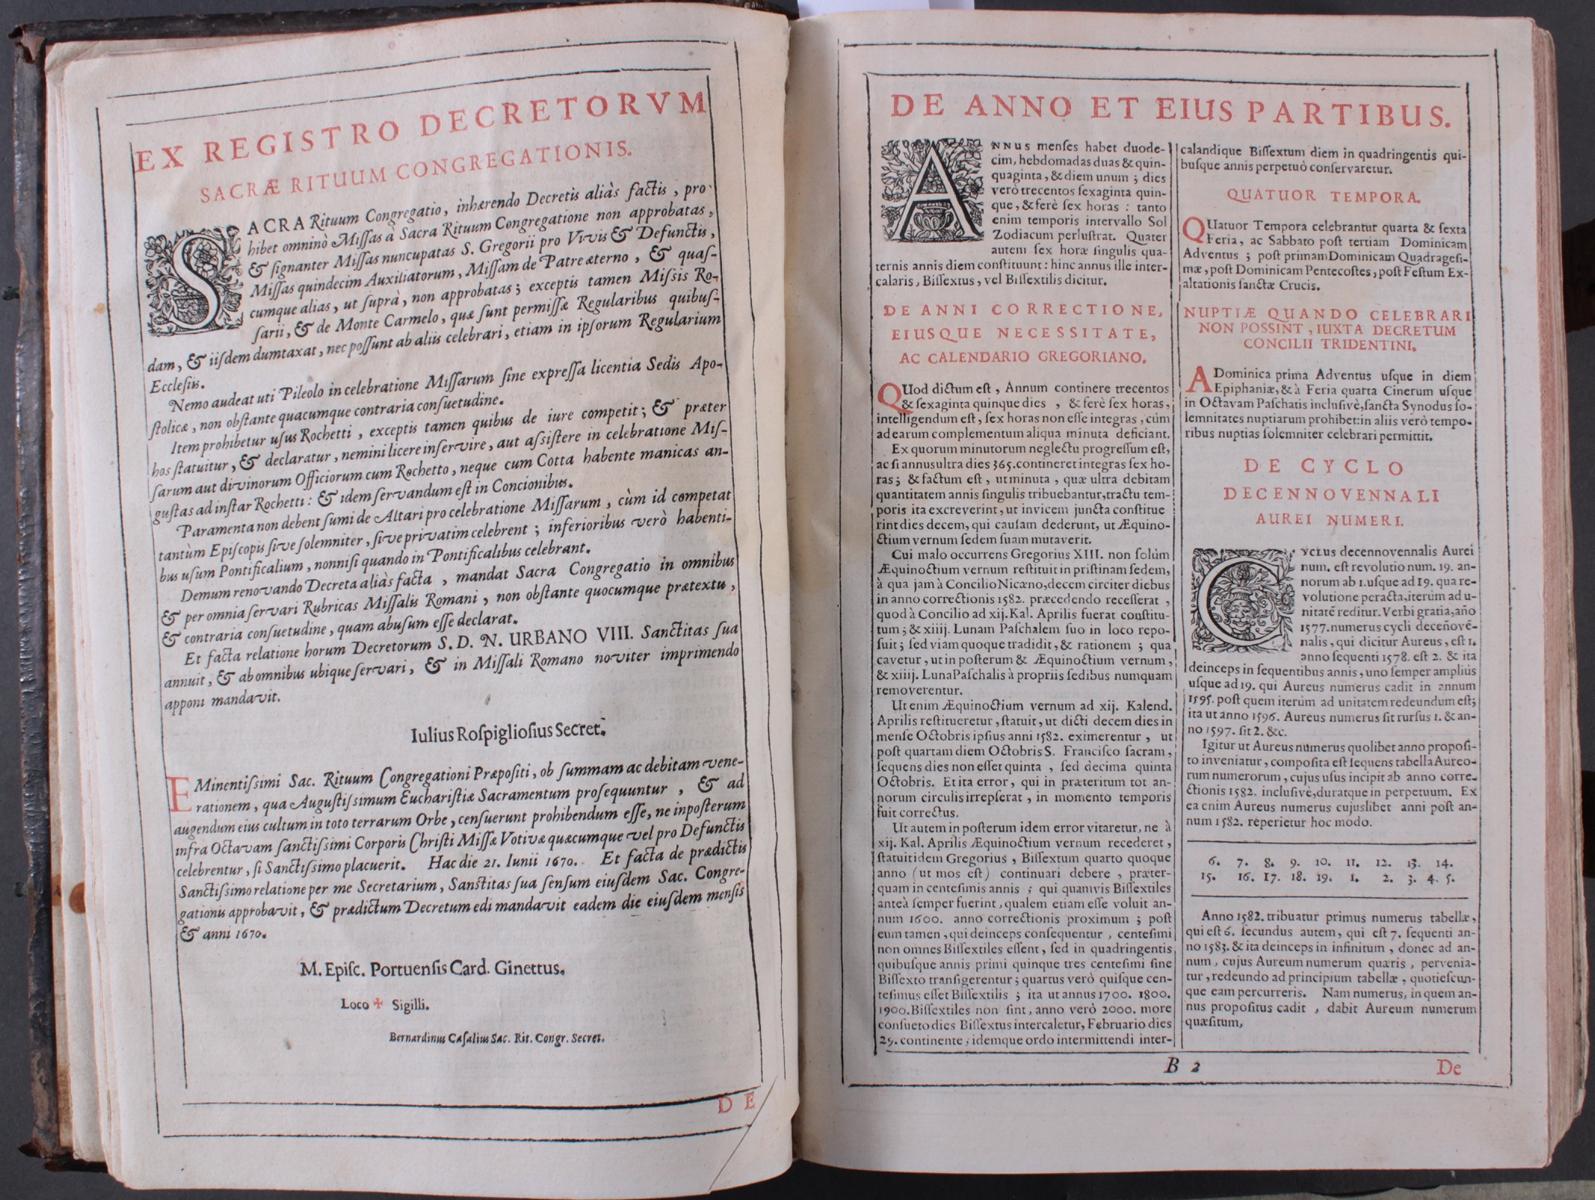 EX REGISTRO DECRETORVM
SACRÆ RITUUM CONGREGATIONIS.
SACRA Rituum Congregatio, inhærendo Decretis aliàs factis, pro-
hibet omninò Missas à Sacra Rituum Congregatione non approbatas,
& signanter Missas nuncupatas S. Gregorii pro Vivis & Defunctis,
Missas quindecim Auxiliatorum, Missam de Patre æterno, & quas-
cumque alias, ut suprà, non approbatas; exceptis tamen Missis Ro-
sarii, & de Monte Carmelo, quæ sunt permissæ Regularibus quibus-
dam, & iisdem dumtaxat, nec possunt ab aliis celebrari, etiam in ipsorum Regularium
Ecclesiis.
Nemo audeat uti Pileolo in celebratione Missarum sine expressa licentia Sedis Apo-
stolicæ, non obstante quacumque contraria consuetudine.
Item prohibetur usus Rochetti, exceptis tamen quibus de iure competit; & præter
hos statuitur, & declaratur, nemini licere inservire, aut assistere in celebratione Mis-
sarum aut divinorum Officiorum cum Rochetto, neque cum Cotta habente manicas an-
gustas ad instar Rochetti: & idem servandum est in Concionibus.
Paramenta non debent sumi de Altari pro celebratione Missarum, cùm id competat
tantùm Episcopis sive solemniter, sive privatim celebrent; inferioribus verò habenti-
bus usum Pontificalium, nonnisi quando in Pontificalibus celebrant.
Demum renovando Decreta aliàs facta, mandat Sacra Congregatio in omnibus
& per omnia servari Rubricas Missalis Romani, non obstante quocumque prætextu,
& contraria consuetudine, quam abusum esse declarat.
Et facta relatione horum Decretorum S. D. N. URBANO VIII. Sanctitas sua
annuit, & ab omnibus ubique servari, & in Missali Romano noviter imprimendo
apponi mandavit.
Iulius Rospigliosius Secret.
EMinentissimi Sac. Rituum Congregationi Præpositi, ob summam ac debitam vene-
rationem, qua Augustissimum Eucharistiæ Sacramentum prosequuntur, & ad
augendum eius cultum in toto terrarum Orbe, censuerunt prohibendum esse, ne inposterum
infra Octavam sanctissimi Corporis Christi Missæ Votivæ quæcumque vel pro Defunctis
celebrentur, si Sanctissimo placuerit. Hac die 21. Iunii 1670. Et facta de prædictis
Sanctissimo relatione per me Secretarium, Sanctitas sua sensum eiusdem Sac. Congre-
gationis approbavit, & prædictum Decretum edi mandavit eadem die eiusdem mensis
& anni 1670.
M. Episc. Portuensis Card. Ginettus.
Loco ✠ Sigilli.
Bernardinus Casalius Sac. Rit. Congr. Secret.
D E
DE ANNO ET EIUS PARTIBUS.
ANNUS menses habet duode-
cim, hebdomadas duas & quin-
quaginta, & diem unum; dies
verò trecentos sexaginta quin-
que, & ferè sex horas: tanto
enim temporis intervallo Sol
Zodiacum perlustrat. Quater
autem sex horæ singulis qua-
ternis annis diem constituunt: hinc annus ille inter-
calaris, Bissextus, vel Bissextilis dicitur.
DE ANNI CORRECTIONE,
EIUSQUE NECESSITATE,
AC CALENDARIO GREGORIANO.
QUod dictum est, Annum continere trecentos
& sexaginta quinque dies, & ferè sex horas,
intelligendum est, sex horas non esse integras, cùm
ad earum complementum aliqua minuta deficiant.
Ex quorum minutorum neglectu progressum est,
ac si annus ultra dies 365. contineret integras sex ho-
ras; & factum est, ut minuta, quæ ultra debitam
quantitatem annis singulis tribuebantur, tractu tem-
poris ita excreverint, ut invicem juncta constitue
rint dies decem, qui causam dederunt, ut Æquino-
ctium vernum sedem suam mutaverit.
Cui malo occurrens Gregorius XIII. non solùm
Æquinoctium vernum restituit in pristinam sedem,
à qua jam à Concilio Nicæno, decem circiter diebus
in anno correctionis 1582. præcedendo recesserat,
quod à Concilio ad xij. Kal. Aprilis fuerat constitu-
tum; & xiiij. Lunam Paschalem suo in loco repo-
suit; sed viam quoque tradidit, & rationem; qua
cavetur, ut in posterum & Æquinoctium vernum,
& xiiij. Luna Paschalis à propriis sedibus numquam
removerentur.
Ut enim Æquinoctium vernum ad xij. Kalend.
Aprilis restitueretur, statuit, ut dicti decem dies in
mense Octobris ipsius anni 1582. eximerentur, ut
post quartam diem Octobris S. Francisco sacram,
sequens dies non esset quinta, sed decima quinta
Octobris. Et ita error, qui in præteritum tot an-
norum circulis irrepserat, in momento temporis
fuit correctus.
Ut autem in posterum idem error vitaretur, ne à
xij. Kal. Aprilis Æquinoctium vernum recederet,
statuit idem Gregorius, Bissextum quarto quoque
anno (ut mos est) continuari debere, præter-
quam in centesimis annis; qui quamvis Bissextiles
anteà semper fuerint, qualem etiam esse voluit an-
num 1600. anno correctionis proximum; post
eum tamen, qui deinceps consequentur, centesimi
non omnes Bissextiles essent, sed in quadringentis
quibusque annis primi quinque tres centesimi sine
Bissexto transigerentur; quartus verò quisque cen-
tesimus esset Bissextilis; ita ut annus 1700. 1800.
1900. Bissextiles non sint, anno verò 2000. more
consueto dies Bissextus intercaletur, Februario dies
29. continente; idemque ordo intermittendi inter-
calandique Bissextum diem in quadringentis qui-
busque annis perpetuò conservaretur.
QUATUOR TEMPORA.
QUatuor Tempora celebrantur quarta & sexta
Feria, ac Sabbato post tertiam Dominicam
Adventus; post primam Dominicam Quadragesi-
mæ, post Dominicam Pentecostes, post Festum Ex-
altationis sanctæ Crucis.
NUPTIÆ QUANDO CELEBRARI
NON POSSINT, IUXTA DECRETUM
CONCILII TRIDENTINI.
A Dominica prima Adventus usque in diem
Epiphaniæ, & à Feria quarta Cinerum usque
in Octavam Paschatis inclusivè, sancta Synodus so-
lemnitates nuptiarum prohibet: in aliis verò tempo-
ribus nuptias solemniter celebrari permittit.
DE CYCLO
DECENNOVENNALI
AUREI NUMERI.
CYclus decennovennalis Aurei
num. est revolutio num. 19. an-
norum ab 1. usque ad 19. qua re-
volutione peracta, iterùm ad u-
nitatē reditur. Verbi gratia, año
1577. numerus cycli decenōvē-
nalis, qui dicitur Aureus, est 1.
anno sequenti 1578. est 2. & ita
deinceps in sequentibus annis, uno semper amplius
usque ad 19. qui Aureus numerus cadit in annum
1595. post quem iterùm ad unitatem redeundum est;
ita ut anno 1596. Aureus numerus sit rursus 1. & an-
no 1597. sit 2. &c.
Igitur ut Aureus numerus quolibet anno proposi-
to inveniatur, composita est sequens tabella Aureo-
rum numerorum, cujus usus incipit ab anno corre-
ctionis 1582. inclusivè, duratque in perpetuum. Ex
ea enim Aureus numerus cujuslibet anni post an-
num 1582. reperietur hoc modo.
6. 7. 8. 9. 10. 11. 12. 13. 14.
15. 16. 17. 18. 19. 1. 2. 3. 4. 5.
Anno 1582. tribuatur primus numerus tabellæ,
qui est 6. secundus autem, qui est 7. sequenti an-
no 1583. & ita deinceps in infinitum, donec ad an-
num, cujus Aureum numerum quæris, pervenia-
tur, redeundo ad principium tabellæ, quotiescun-
que eam percurreris. Nam numerus, in quem an-
nus propositus cadit, dabit Aureum numerum
quæsitum,
B 2
De